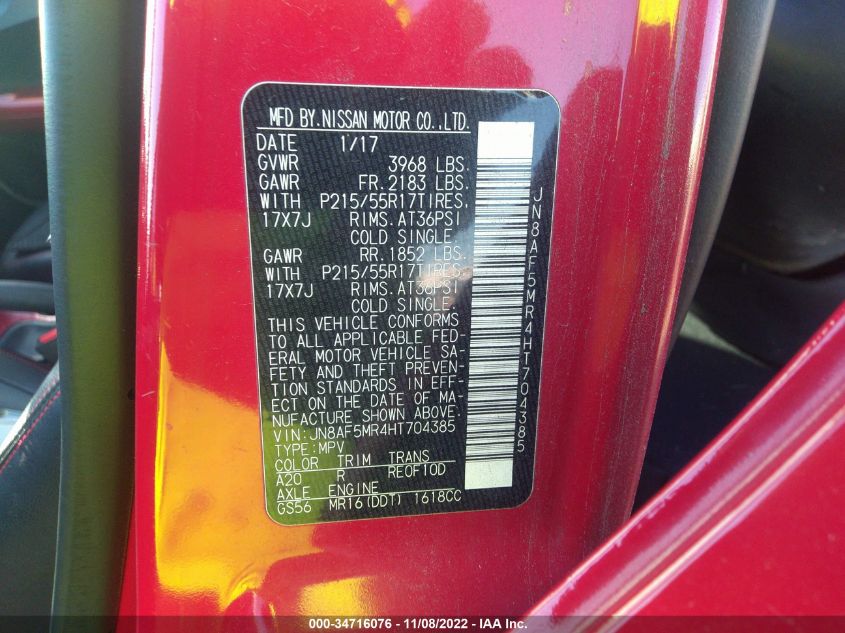 MFD BY.NISSAN MOTOR CO.,LTD.
DATE 1/17
GVWR 3968 LBS.
GAWR FR.2183 LBS.
WITH P215/55R17TIRES,
17X7J RIMS.AT36PSI
COLD SINGLE.
GAWR RR.1852 LBS.
WITH P215/55R17TIRES,
17X7J RIMS.AT36PSI
COLD SINGLE.
THIS VEHICLE CONFORMS
TO ALL APPLICABLE FED-
ERAL MOTOR VEHICLE SA-
FETY AND THEFT PREVEN-
TION STANDARDS IN EFF-
ECT ON THE DATE OF MA-
NUFACTURE SHOWN ABOVE.
VIN:JN8AF5MR4HT704385
TYPE:MPV
COLOR TRIM TRANS
A20 R RE0F10D
AXLE ENGINE
GS56 MR16(DDT) 1618CC
JN8AF5MR4HT704385
000-34716076 - 11/08/2022 - IAA Inc.